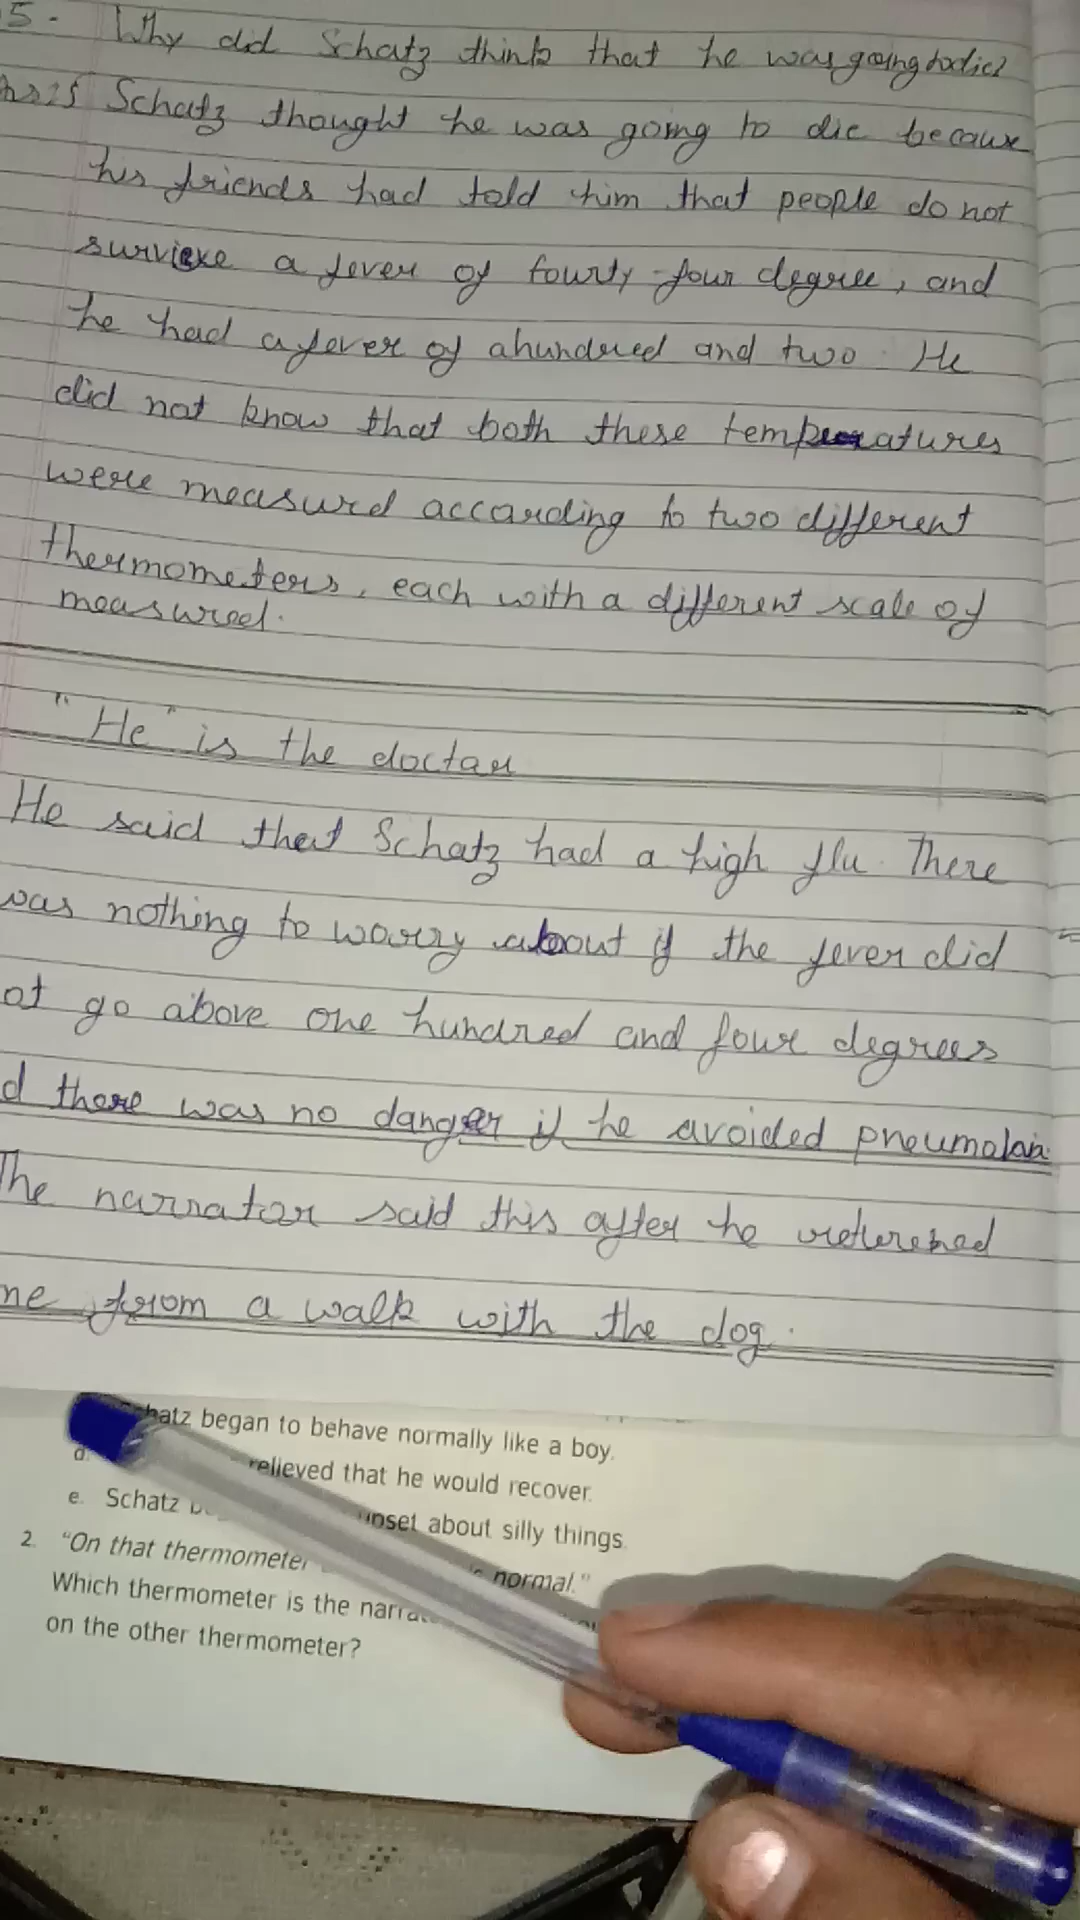 5. Why did Schatz think that he was going to die?
Ans 5 Schatz thought he was going to die because
his friends had told him that people do not
survive a fever of fourty-four degree, and
he had a fever of a hundred and two. He
did not know that both these temperatures
were measurd according to two different
thermometers, each with a different scale of
measured.
"He" is the doctor
He said that Schatz had a high flu. There
was nothing to worry about if the fever did
ot go above one hundred and four degrees
d there was no danger if he avoided
The narrator said this after he
me from a walk with the dog.
hatz began to behave normally like a boy.
d. relieved that he would recover.
e. Schatz upset about silly things.
2. "On that thermometer normal."
Which thermometer is the
on the other thermometer?